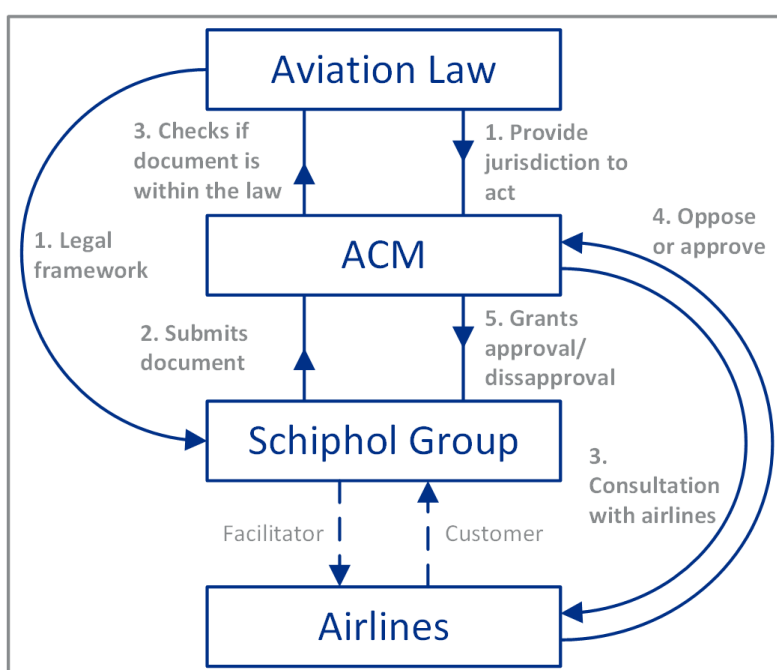 Aviation Law
3. Checks if
document is
within the law
1. Provide
jurisdiction to
act
4. Oppose
or approve
1. Legal
framework
ACM
2. Submits
document
5. Grants
approval/
dissapproval
Schiphol Group
3.
Consultation
with airlines
Facilitator
Customer
Airlines